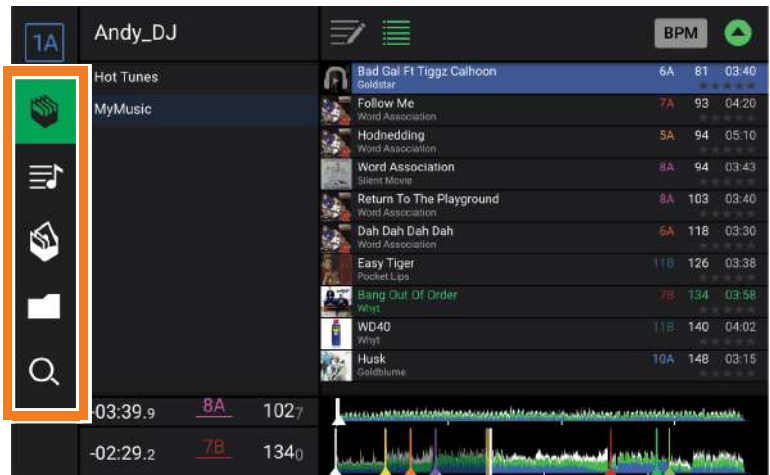 1A Andy_DJ BPM
Hot Tunes
MyMusic
Bad Gal Ft Tiggz Calhoon 6A 81 03:40
Goldstar
Follow Me 7A 93 04:20
Word Association
Hodnedding 5A 94 05:10
Word Association
Word Association 8A 94 03:43
Silent Movie
Return To The Playground 8A 103 03:40
Word Association
Dah Dah Dah Dah 6A 118 03:30
Word Association
Easy Tiger 11B 126 03:38
Pocket Lips
Bang Out Of Order 7B 134 03:58
Whyt
WD40 11B 140 04:02
Whyt
Husk 10A 148 03:15
Goldblume
-03:39.9 8A 1027
-02:29.2 7B 1340